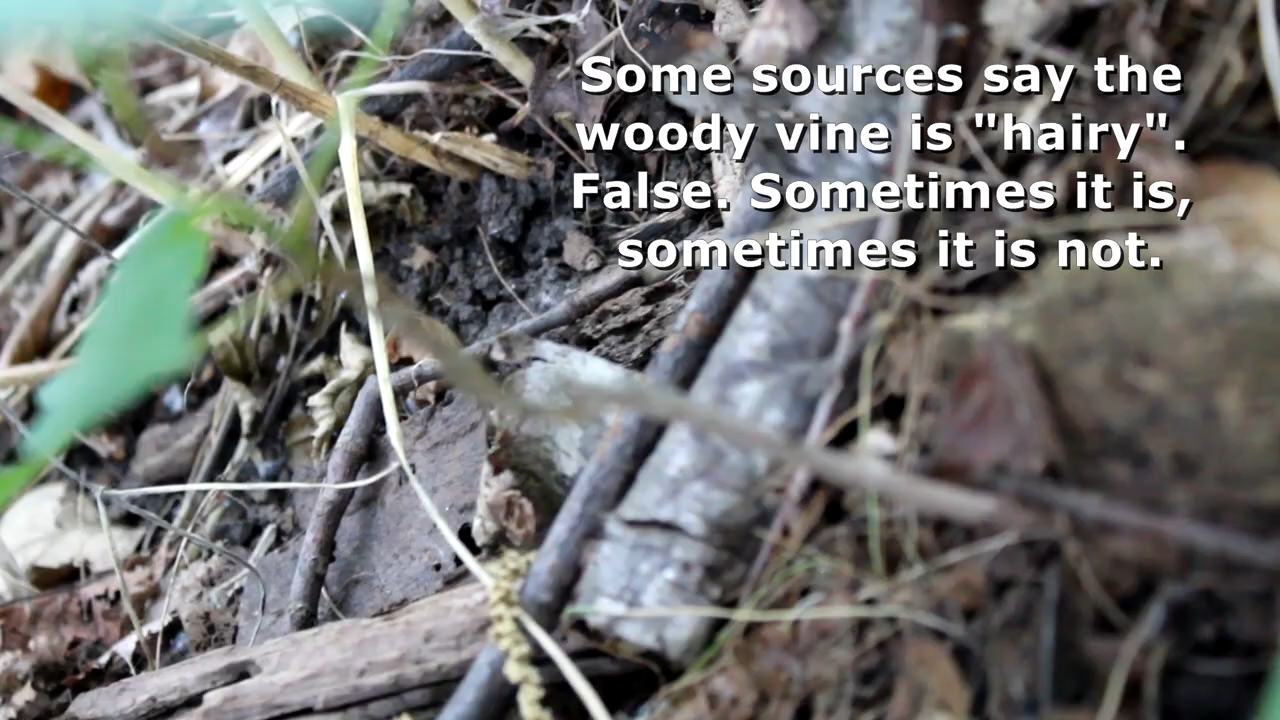 Some sources say the
woody vine is "hairy".
False. Sometimes it is,
sometimes it is not.